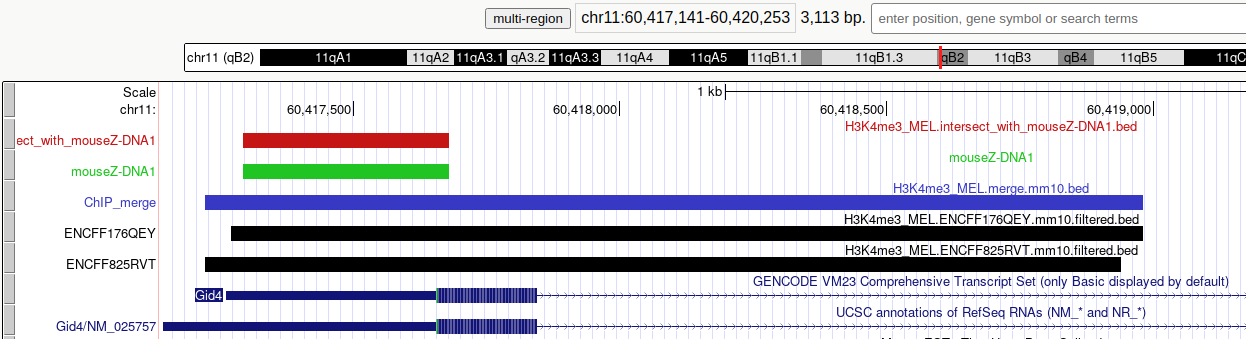 multi-region chr11:60,417,141-60,420,253 3,113 bp. enter position, gene symbol or search terms
chr11 (qB2) 11qA1 11qA2 11qA3.1 qA3.2 11qA3.3 11qA4 11qA5 11qB1.1 11qB1.3 qB2 11qB3 qB4 11qB5 11qC
Scale 1 kb
chr11: 60,417,500 60,418,000 60,418,500 60,419,000
H3K4me3_MEL.intersect_with_mouseZ-DNA1.bed
ect_with_mouseZ-DNA1
mouseZ-DNA1
mouseZ-DNA1
H3K4me3_MEL.merge.mm10.bed
ChIP_merge
H3K4me3_MEL.ENCFF176QEY.mm10.filtered.bed
ENCFF176QEY
H3K4me3_MEL.ENCFF825RVT.mm10.filtered.bed
ENCFF825RVT
GENCODE VM23 Comprehensive Transcript Set (only Basic displayed by default)
Gid4
UCSC annotations of RefSeq RNAs (NM_* and NR_*)
Gid4/NM_025757